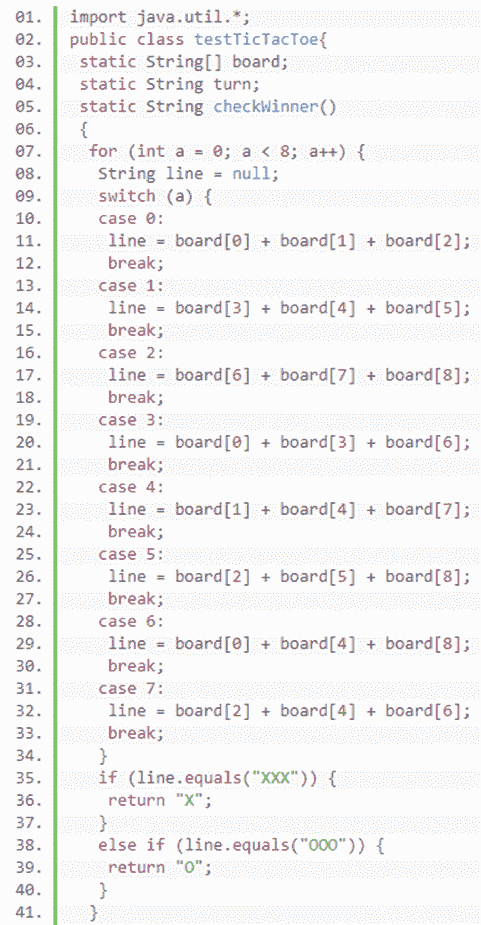 01. import java.util.*;
02. public class testTicTacToe{
03. static String[] board;
04. static String turn;
05. static String checkWinner()
06. {
07. for (int a = 0; a < 8; a++) {
08. String line = null;
09. switch (a) {
10. case 0:
11. line = board[0] + board[1] + board[2];
12. break;
13. case 1:
14. line = board[3] + board[4] + board[5];
15. break;
16. case 2:
17. line = board[6] + board[7] + board[8];
18. break;
19. case 3:
20. line = board[0] + board[3] + board[6];
21. break;
22. case 4:
23. line = board[1] + board[4] + board[7];
24. break;
25. case 5:
26. line = board[2] + board[5] + board[8];
27. break;
28. case 6:
29. line = board[0] + board[4] + board[8];
30. break;
31. case 7:
32. line = board[2] + board[4] + board[6];
33. break;
34. }
35. if (line.equals("XXX")) {
36. return "X";
37. }
38. else if (line.equals("OOO")) {
39. return "O";
40. }
41. }